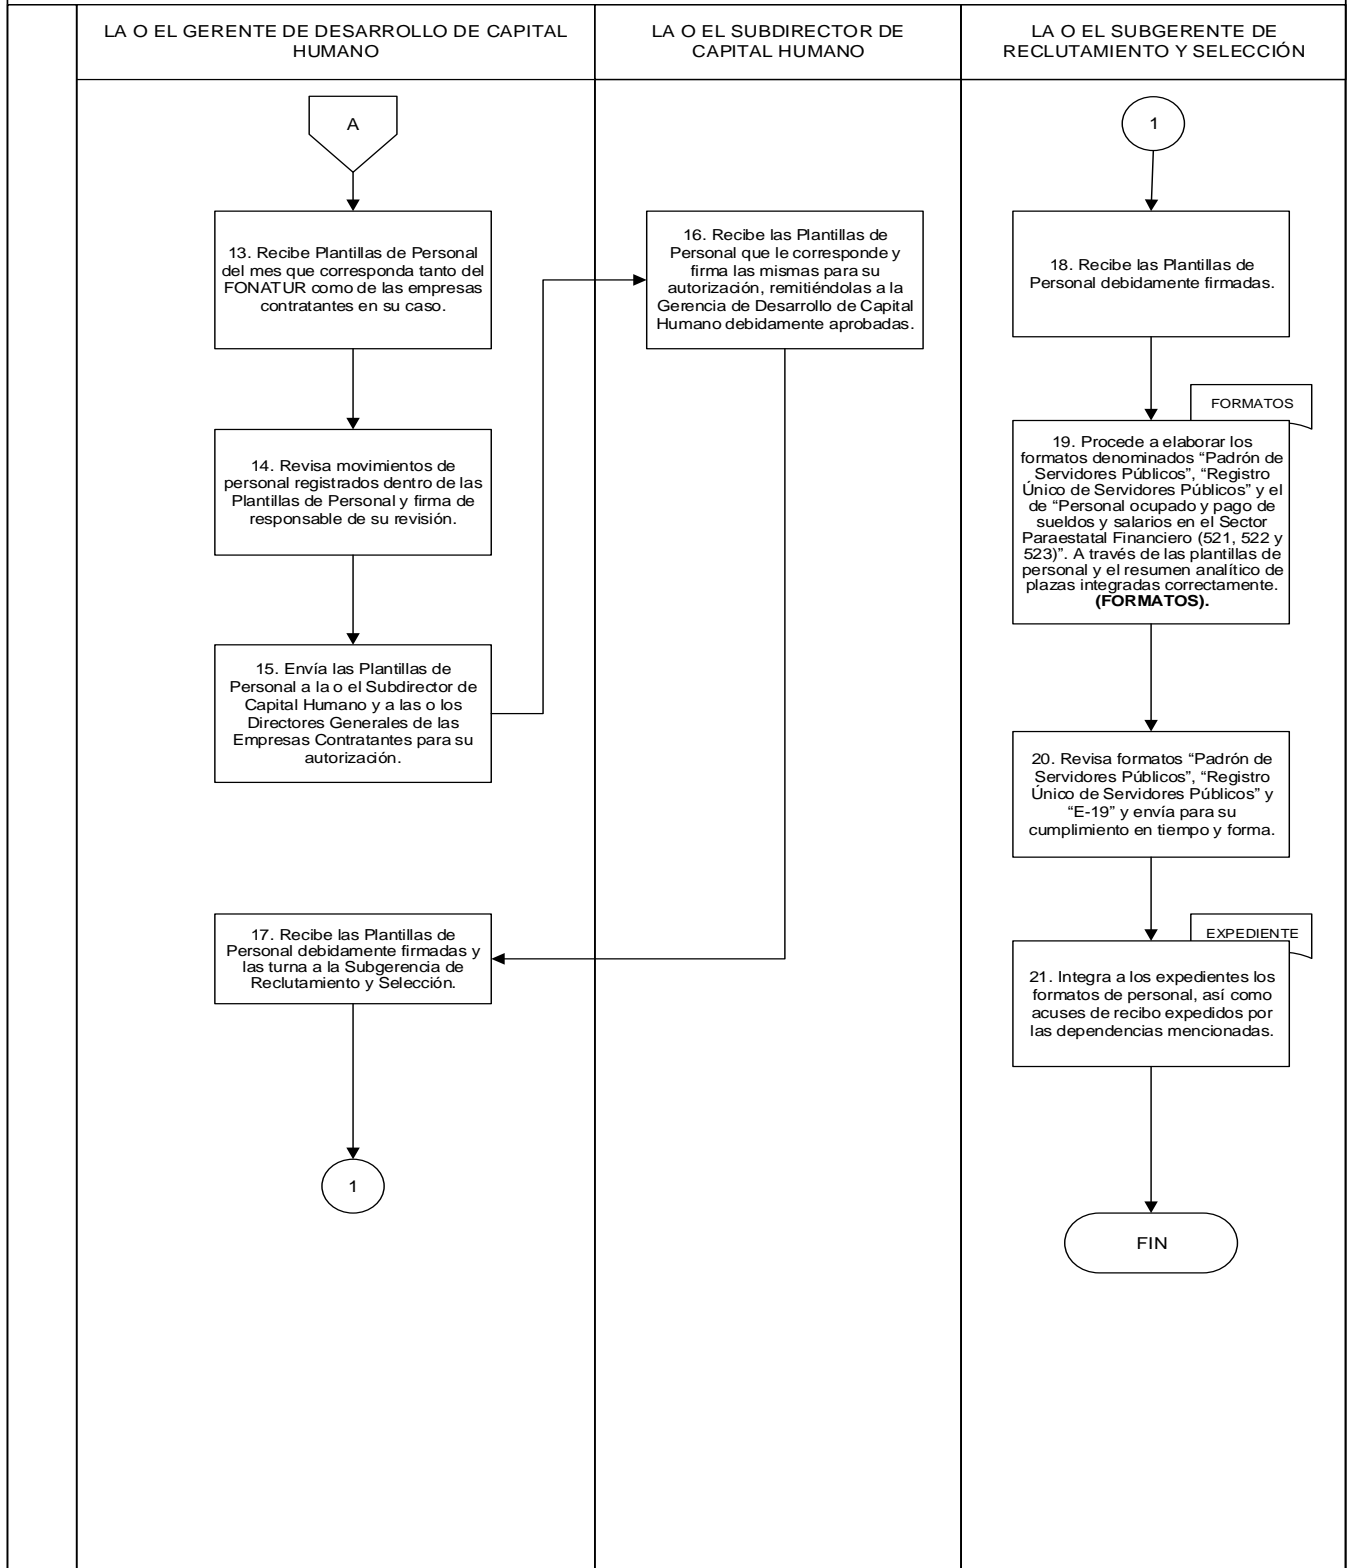 LA O EL GERENTE DE DESARROLLO DE CAPITAL
HUMANO
LA O EL SUBDIRECTOR DE
CAPITAL HUMANO
LA O EL SUBGERENTE DE
RECLUTAMIENTO Y SELECCIÓN
A
13. Recibe Plantillas de Personal
del mes que corresponda tanto del
FONATUR como de las empresas
contratantes en su caso.
14. Revisa movimientos de
personal registrados dentro de las
Plantillas de Personal y firma de
responsable de su revisión.
15. Envía las Plantillas de
Personal a la o el Subdirector de
Capital Humano y a las o los
Directores Generales de las
Empresas Contratantes para su
autorización.
16. Recibe las Plantillas de
Personal que le corresponde y
firma las mismas para su
autorización, remitiéndolas a la
Gerencia de Desarrollo de Capital
Humano debidamente aprobadas.
17. Recibe las Plantillas de
Personal debidamente firmadas y
las turna a la Subgerencia de
Reclutamiento y Selección.
1
1
18. Recibe las Plantillas de
Personal debidamente firmadas.
FORMATOS
19. Procede a elaborar los
formatos denominados “Padrón de
Servidores Públicos”, “Registro
Único de Servidores Públicos” y el
de “Personal ocupado y pago de
sueldos y salarios en el Sector
Paraestatal Financiero (521, 522 y
523)”. A través de las plantillas de
personal y el resumen analítico de
plazas integradas correctamente.
(FORMATOS).
20. Revisa formatos “Padrón de
Servidores Públicos”, “Registro
Único de Servidores Públicos” y
“E-19” y envía para su
cumplimiento en tiempo y forma.
EXPEDIENTE
21. Integra a los expedientes los
formatos de personal, así como
acuses de recibo expedidos por
las dependencias mencionadas.
FIN